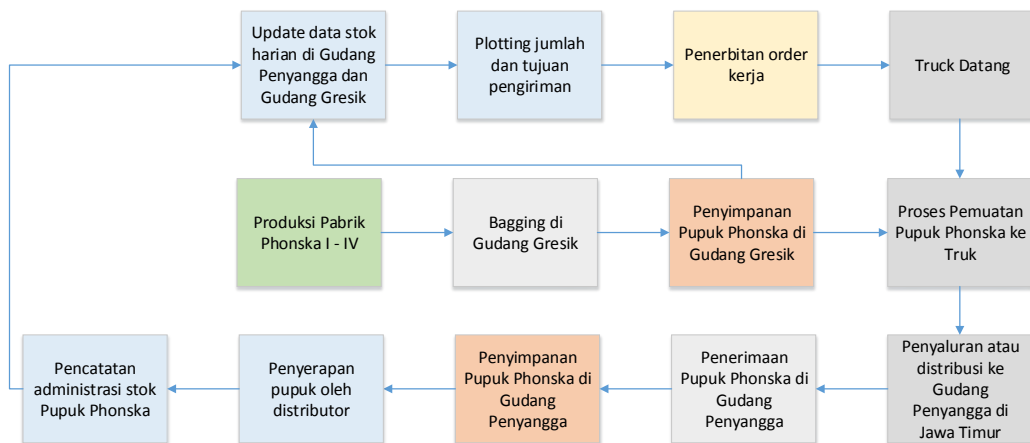 Update data stok
harian di Gudang
Penyangga dan
Gudang Gresik
Plotting jumlah
dan tujuan
pengiriman
Penerbitan order
kerja
Truck Datang
Produksi Pabrik
Phonska I - IV
Bagging di
Gudang Gresik
Penyimpanan
Pupuk Phonska di
Gudang Gresik
Proses Pemuatan
Pupuk Phonska ke
Truk
Pencatatan
administrasi stok
Pupuk Phonska
Penyerapan
pupuk oleh
distributor
Penyimpanan
Pupuk Phonska di
Gudang
Penyangga
Penerimaan
Pupuk Phonska di
Gudang
Penyangga
Penyaluran atau
distribusi ke
Gudang
Penyangga di
Jawa Timur